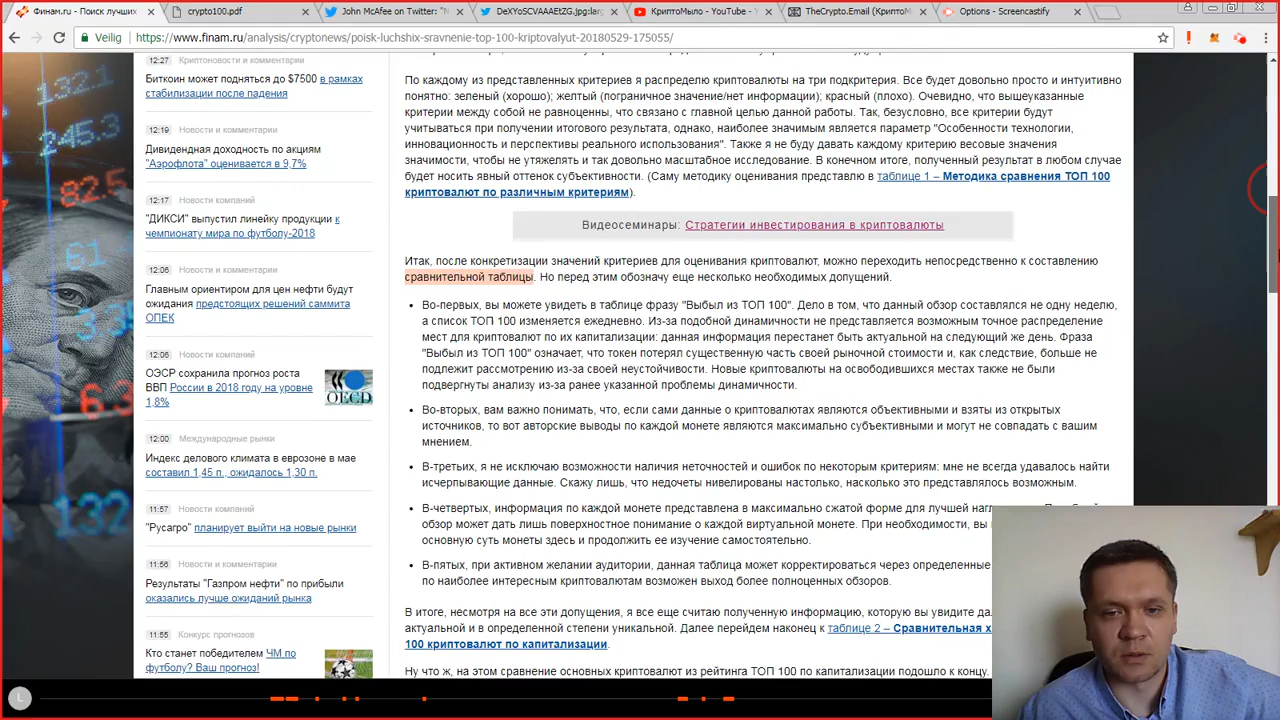 Финам.ru - Поиск лучших
crypto100.pdf
John McAfee on Twitter: "
DeXYoSCVAAAEtZG.jpg:larg
КриптоМыло - YouTube -
TheCrypto.Email (КриптоМ
Options - Screencastify
Veilig
https://www.finam.ru/analysis/cryptonews/poisk-luchshix-sravnenie-top-100-kriptovalyut-20180529-175055/
12:27 Криптоновости и комментарии
Биткоин может подняться до $7500 в рамках
стабилизации после падения
12:19 Новости и комментарии
Дивидендная доходность по акциям
"Аэрофлота" оценивается в 9,7%
12:17 Новости компаний
"ДИКСИ" выпустил линейку продукции к
чемпионату мира по футболу-2018
12:06 Новости и комментарии
Главным ориентиром для цен нефти будут
ожидания предстоящих решений саммита
ОПЕК
12:06 Новости компаний
ОЭСР сохранила прогноз роста
ВВП России в 2018 году на уровне
1,8%
OECD
12:00 Международные рынки
Индекс делового климата в еврозоне в мае
составил 1,45 п., ожидалось 1,30 п.
11:57 Новости компаний
"Русагро" планирует выйти на новые рынки
11:56 Новости и комментарии
Результаты "Газпром нефти" по прибыли
оказались лучше ожиданий рынка
11:55 Конкурс прогнозов
Кто станет победителем ЧМ по
футболу? Ваш прогноз!
По каждому из представленных критериев я распределю криптовалюты на три подкритерия. Все будет довольно просто и интуитивно
понятно: зеленый (хорошо); желтый (пограничное значение/нет информации); красный (плохо). Очевидно, что вышеуказанные
критерии между собой не равноценны, что связано с главной целью данной работы. Так, безусловно, все критерии будут
учитываться при получении итогового результата, однако, наиболее значимым является параметр "Особенности технологии,
инновационность и перспективы реального использования". Также я не буду давать каждому критерию весовые значения
значимости, чтобы не утяжелять и так довольно масштабное исследование. В конечном итоге, полученный результат в любом случае
будет носить явный оттенок субъективности. (Саму методику оценивания представлю в таблице 1 – Методика сравнения ТОП 100
криптовалют по различным критериям).
Видеосеминары: Стратегии инвестирования в криптовалюты
Итак, после конкретизации значений критериев для оценивания криптовалют, можно переходить непосредственно к составлению
сравнительной таблицы. Но перед этим обозначу еще несколько необходимых допущений.
• Во-первых, вы можете увидеть в таблице фразу "Выбыл из ТОП 100". Дело в том, что данный обзор составлялся не одну неделю,
а список ТОП 100 изменяется ежедневно. Из-за подобной динамичности не представляется возможным точное распределение
мест для криптовалют по их капитализации: данная информация перестанет быть актуальной на следующий же день. Фраза
"Выбыл из ТОП 100" означает, что токен потерял существенную часть своей рыночной стоимости и, как следствие, больше не
подлежит рассмотрению из-за своей неустойчивости. Новые криптовалюты на освободившихся местах также не были
подвергнуты анализу из-за ранее указанной проблемы динамичности.
• Во-вторых, вам важно понимать, что, если сами данные о криптовалютах являются объективными и взяты из открытых
источников, то вот авторские выводы по каждой монете являются максимально субъективными и могут не совпадать с вашим
мнением.
• В-третьих, я не исключаю возможности наличия неточностей и ошибок по некоторым критериям: мне не всегда удавалось найти
исчерпывающие данные. Скажу лишь, что недочеты нивелированы настолько, насколько это представлялось возможным.
• В-четвертых, информация по каждой монете представлена в максимально сжатой форме для лучшей нагл
обзор может дать лишь поверхностное понимание о каждой виртуальной монете. При необходимости, вы
основную суть монеты здесь и продолжить ее изучение самостоятельно.
• В-пятых, при активном желании аудитории, данная таблица может корректироваться через определенные
по наиболее интересным криптовалютам возможен выход более полноценных обзоров.
В итоге, несмотря на все эти допущения, я все еще считаю полученную информацию, которую вы увидите да
актуальной и в определенной степени уникальной. Далее перейдем наконец к таблице 2 – Сравнительная х
100 криптовалют по капитализации.
Ну что ж, на этом сравнение основных криптовалют из рейтинга ТОП 100 по капитализации подошло к концу.
132.1
245.3
82.5
61
L